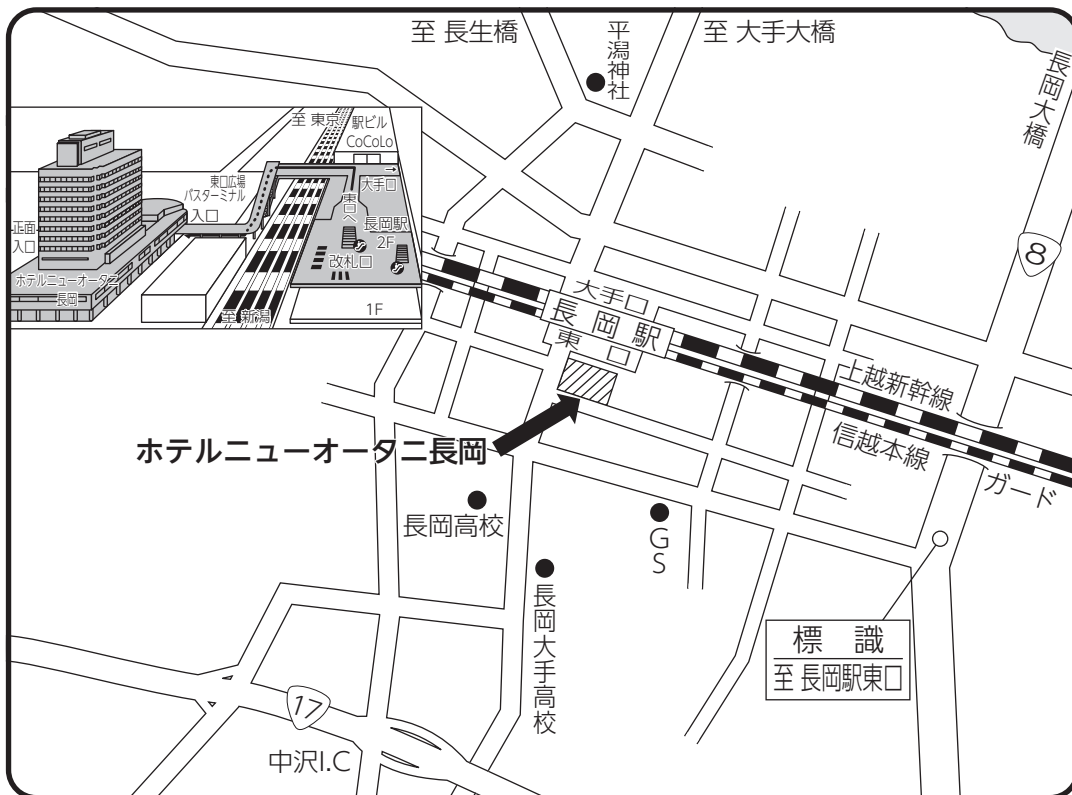 至 長生橋
平潟神社
至 大手大橋
長岡大橋
8
至 東京
駅ビル
CoCoLo
大手口
→
東口広場
バスターミナル
入口
東口へ
長岡駅
2F
改札口
正面
入口
ホテルニューオータニ
長岡
至 新潟
1F
大手口
長岡駅
東口
上越新幹線
信越本線
ガード
ホテルニューオータニ長岡
長岡高校
GS
長岡大手高校
標 識
至 長岡駅東口
17
中沢I.C